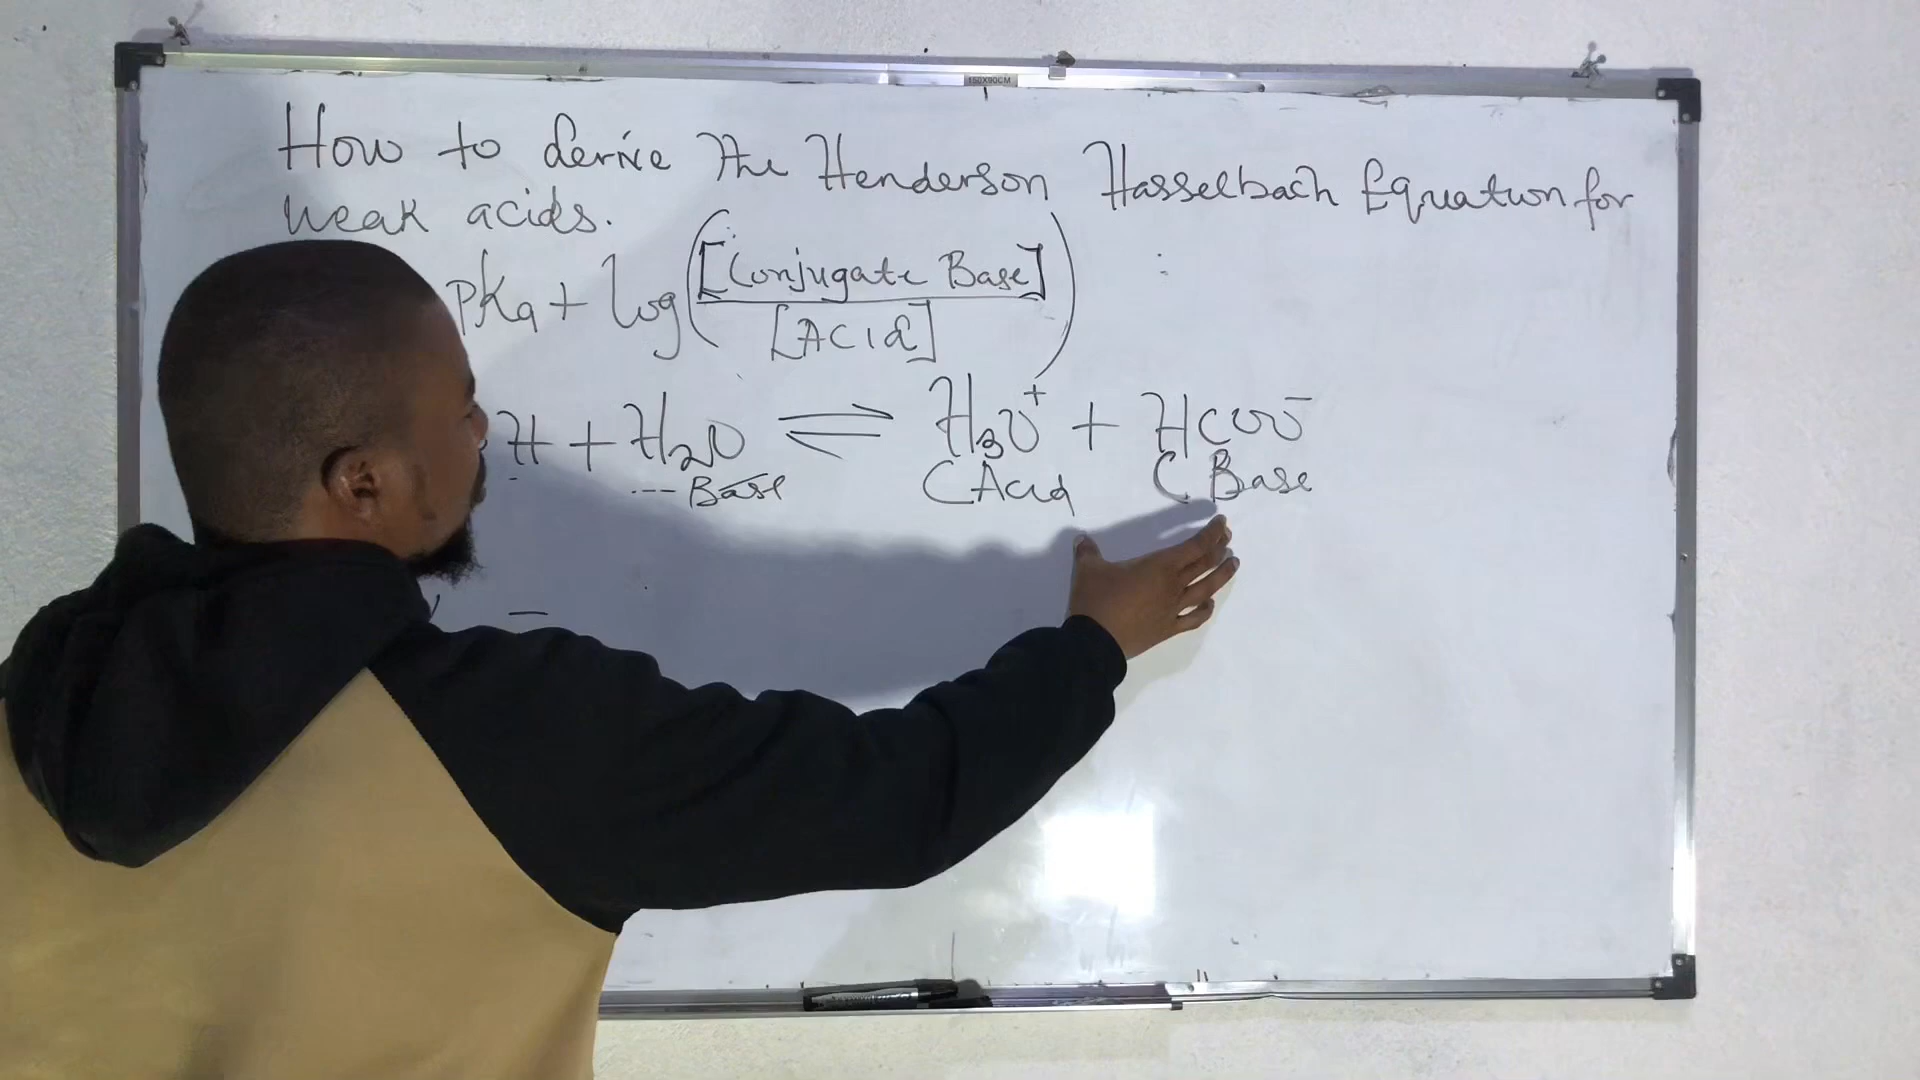 150X90CM
How to derive the Henderson Hasselbach Equation for
weak acids.
pKa + log ([Conjugate Base] / [Acid])
H + H₂O ⇌ H₃O⁺ + HCOO⁻
Base C Acid C Base